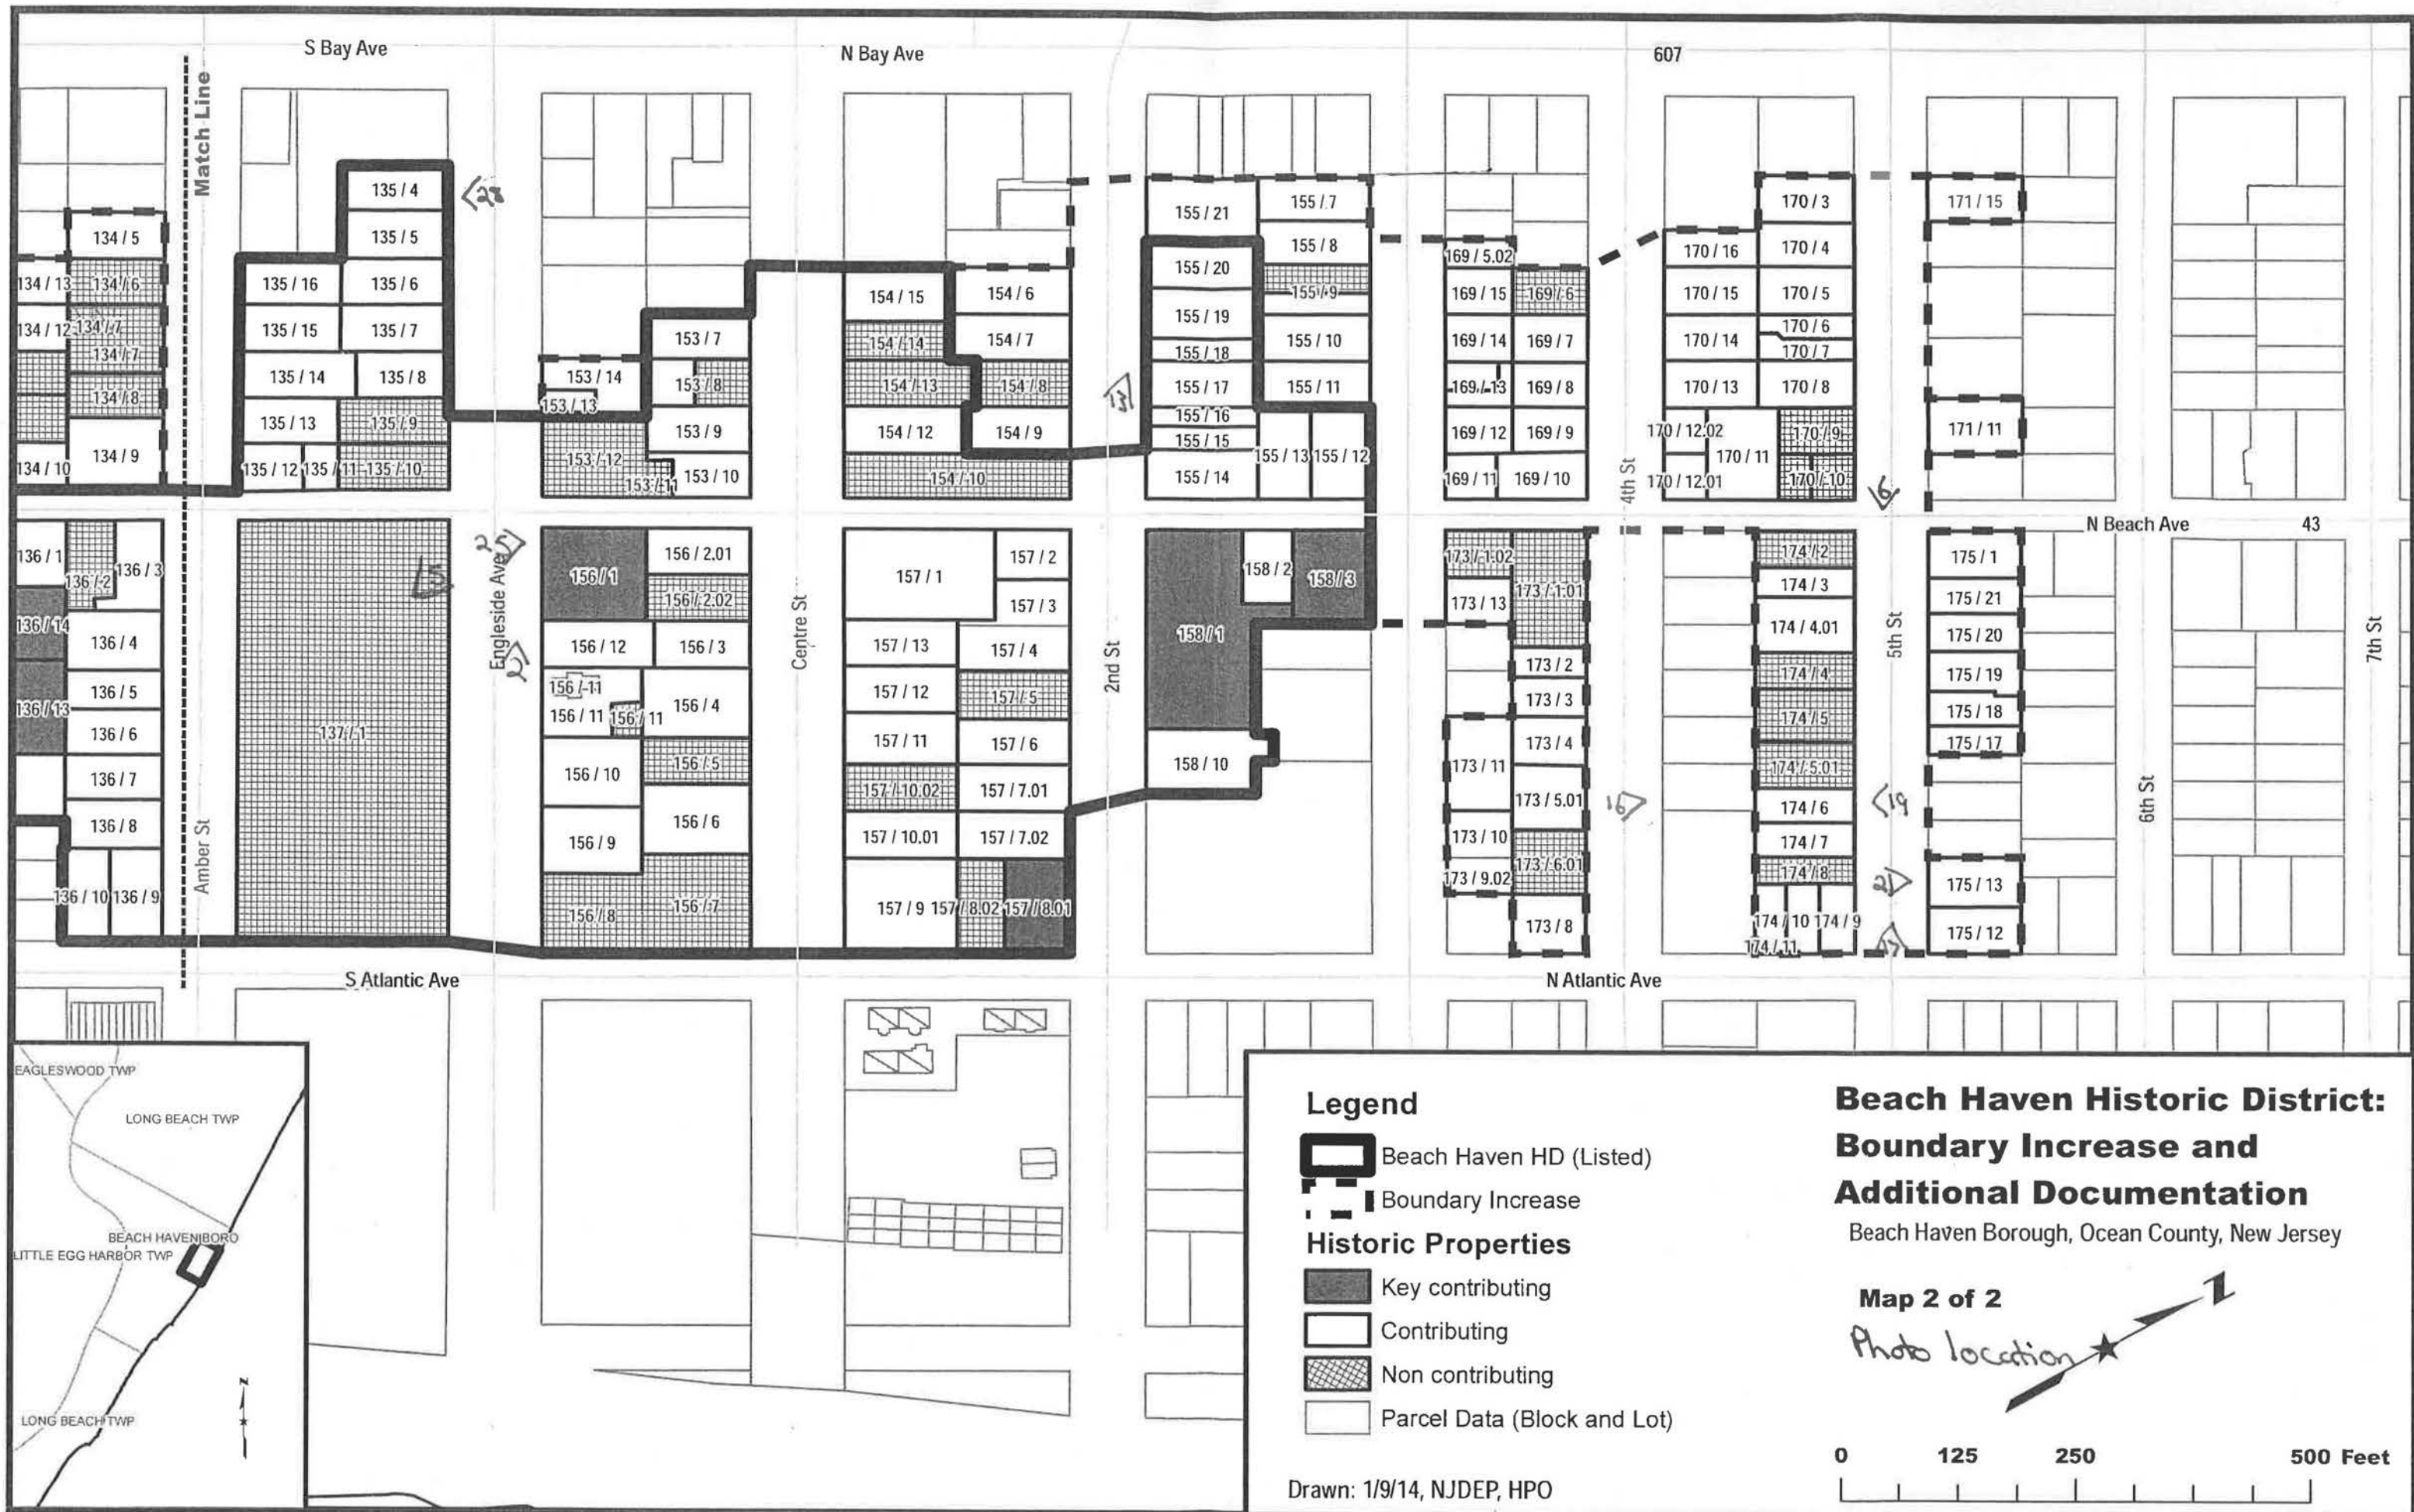 S Bay Ave
N Bay Ave
607
Match Line
134 / 5
134 / 13
134 / 6
134 / 12
134 / 7
134 / 7
134 / 8
134 / 9
134 / 10
135 / 4
135 / 5
135 / 16
135 / 6
135 / 15
135 / 7
135 / 14
135 / 8
135 / 13
135 / 9
135 / 12
135 / 11
135 / 10
28
153 / 7
153 / 14
153 / 8
153 / 13
153 / 9
153 / 12
153 / 11
153 / 10
154 / 15
154 / 6
154 / 14
154 / 7
154 / 13
154 / 8
154 / 12
154 / 9
154 / 10
13
155 / 21
155 / 7
155 / 8
155 / 20
155 / 9
155 / 19
155 / 10
155 / 18
155 / 17
155 / 11
155 / 16
155 / 15
155 / 13
155 / 12
155 / 14
169 / 5.02
169 / 15
169 / 6
169 / 14
169 / 7
169 / 13
169 / 8
169 / 12
169 / 9
169 / 11
169 / 10
4th St
170 / 3
170 / 16
170 / 4
170 / 15
170 / 5
170 / 6
170 / 14
170 / 7
170 / 13
170 / 8
170 / 12.02
170 / 9
170 / 11
170 / 12.01
170 / 10
171 / 15
171 / 11
6
N Beach Ave
43
136 / 1
136 / 2
136 / 3
136 / 14
136 / 4
136 / 5
136 / 13
136 / 6
136 / 7
136 / 8
136 / 10
136 / 9
Amber St
137 / 1
5
25
Engleside Ave
156 / 1
156 / 2.01
156 / 2.02
156 / 12
156 / 3
156 / 11
156 / 11
156 / 11
156 / 4
156 / 10
156 / 5
156 / 9
156 / 6
156 / 8
156 / 7
Centre St
157 / 1
157 / 2
157 / 3
157 / 13
157 / 4
157 / 12
157 / 5
157 / 11
157 / 6
157 / 10.02
157 / 7.01
157 / 10.01
157 / 7.02
157 / 9
157 / 8.02
157 / 8.01
2nd St
158 / 2
158 / 3
158 / 1
158 / 10
173 / 1.02
173 / 1.01
173 / 13
173 / 2
173 / 3
173 / 4
173 / 11
173 / 5.01
173 / 10
173 / 6.01
173 / 9.02
173 / 8
16
174 / 2
174 / 3
174 / 4.01
174 / 4
174 / 5
174 / 5.01
174 / 6
174 / 7
174 / 8
174 / 10
174 / 9
174 / 11
5th St
19
21
175 / 1
175 / 21
175 / 20
175 / 19
175 / 18
175 / 17
175 / 13
175 / 12
6th St
7th St
S Atlantic Ave
N Atlantic Ave
EAGLESWOOD TWP
LONG BEACH TWP
BEACH HAVEN BORO
LITTLE EGG HARBOR TWP
LONG BEACH TWP
N
Legend
Beach Haven HD (Listed)
Boundary Increase
Historic Properties
Key contributing
Contributing
Non contributing
Parcel Data (Block and Lot)
Drawn: 1/9/14, NJDEP, HPO
Beach Haven Historic District:
Boundary Increase and
Additional Documentation
Beach Haven Borough, Ocean County, New Jersey
Map 2 of 2
Photo location
N
0 125 250 500 Feet